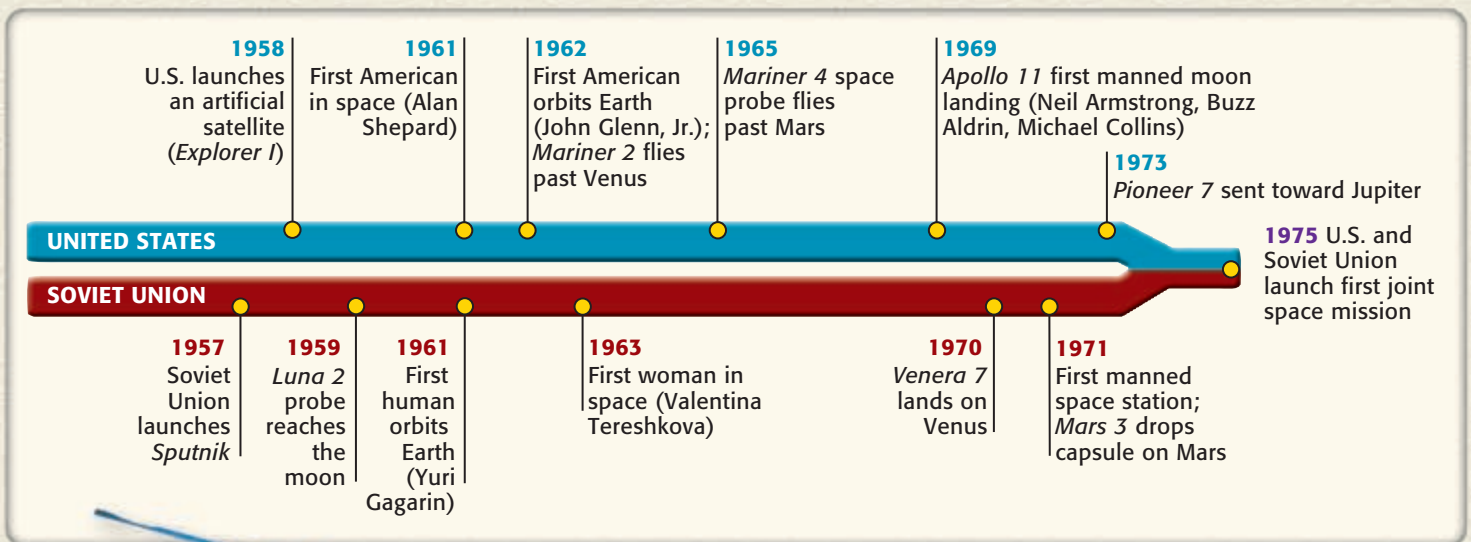 1958
U.S. launches
an artificial
satellite
(Explorer I)
1961
First American
in space (Alan
Shepard)
1962
First American
orbits Earth
(John Glenn, Jr.);
Mariner 2 flies
past Venus
1965
Mariner 4 space
probe flies
past Mars
1969
Apollo 11 first manned moon
landing (Neil Armstrong, Buzz
Aldrin, Michael Collins)
1973
Pioneer 7 sent toward Jupiter
UNITED STATES
SOVIET UNION
1975 U.S. and
Soviet Union
launch first joint
space mission
1957
Soviet
Union
launches
Sputnik
1959
Luna 2
probe
reaches
the
moon
1961
First
human
orbits
Earth
(Yuri
Gagarin)
1963
First woman in
space (Valentina
Tereshkova)
1970
Venera 7
lands on
Venus
1971
First manned
space station;
Mars 3 drops
capsule on Mars